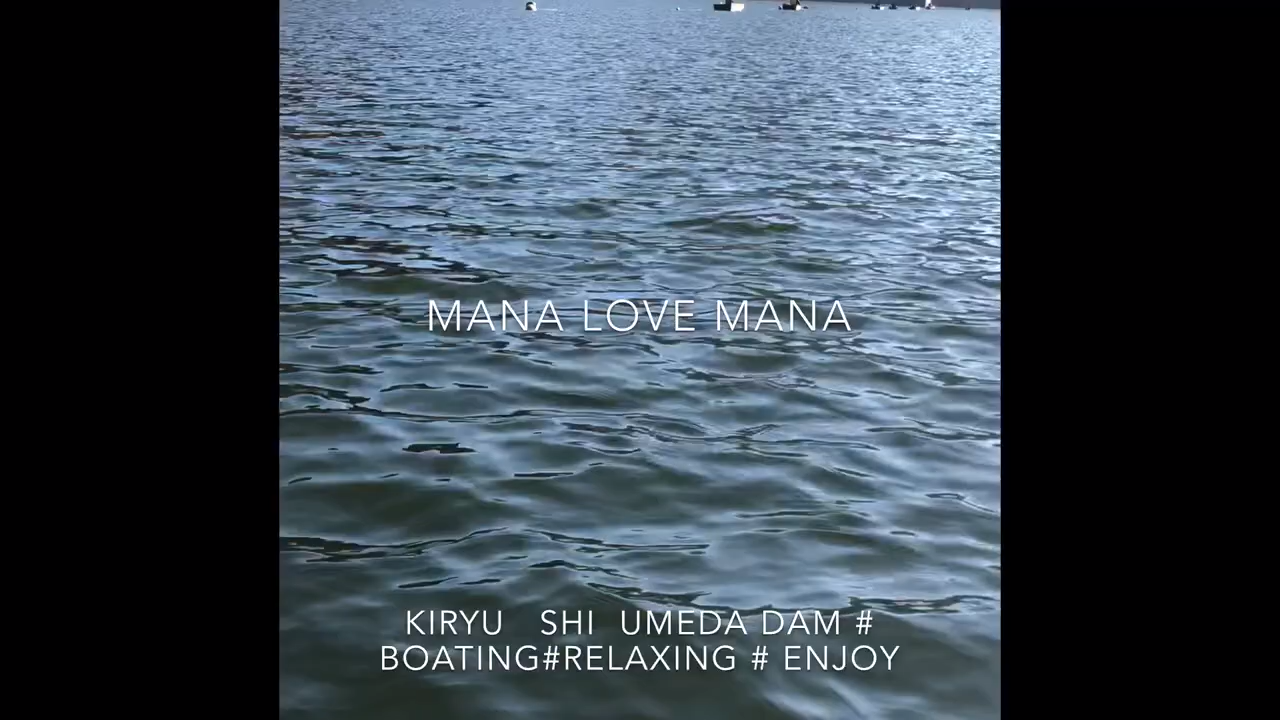 MANA LOVE MANA
KIRYU SHI UMEDA DAM #
BOATING#RELAXING # ENJOY